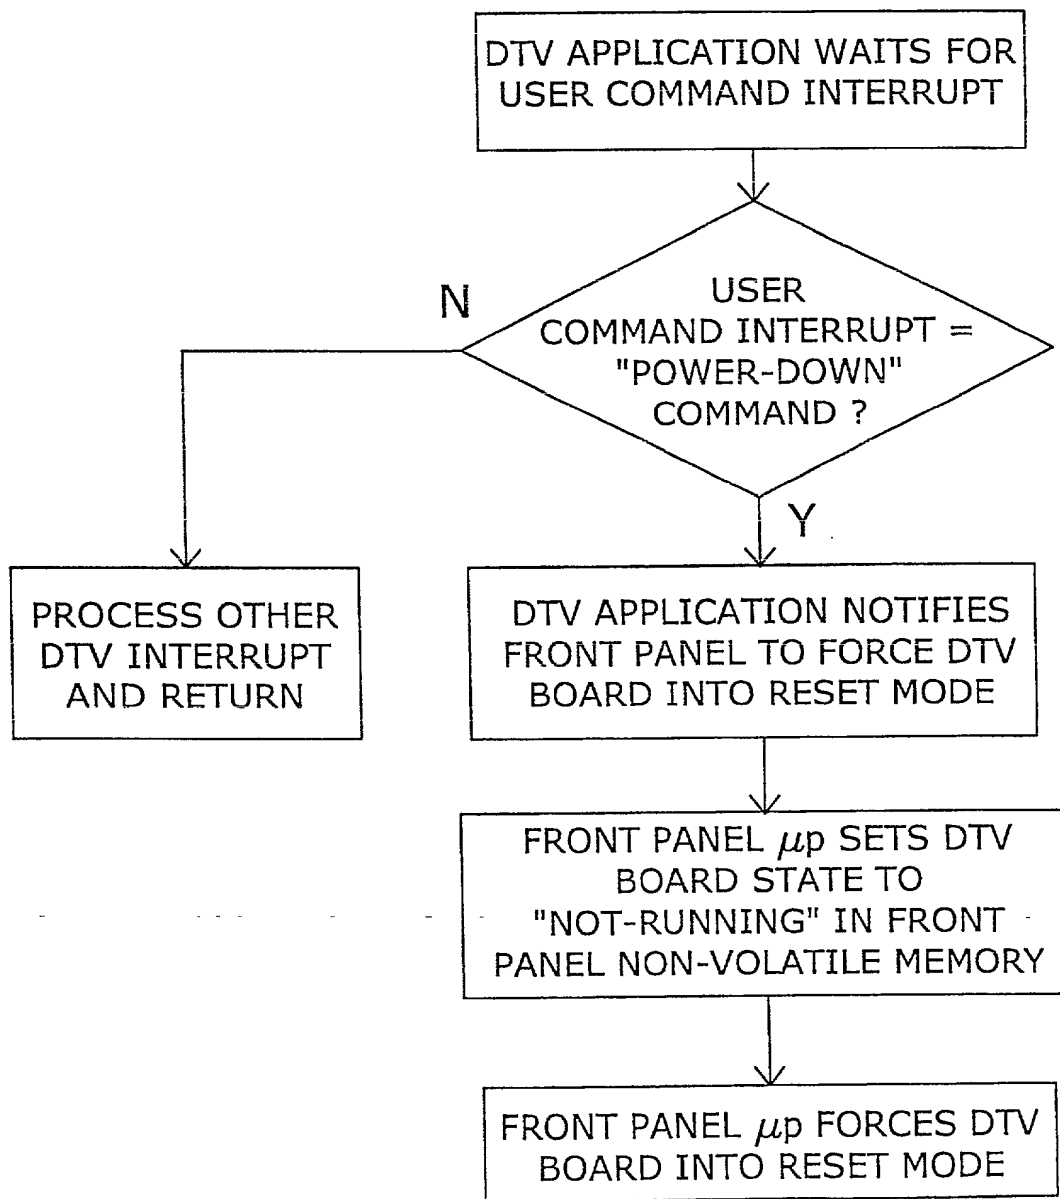 DTV APPLICATION WAITS FOR
USER COMMAND INTERRUPT
N
USER
COMMAND INTERRUPT =
"POWER-DOWN"
COMMAND ?
Y
PROCESS OTHER
DTV INTERRUPT
AND RETURN
DTV APPLICATION NOTIFIES
FRONT PANEL TO FORCE DTV
BOARD INTO RESET MODE
FRONT PANEL μp SETS DTV
BOARD STATE TO
"NOT-RUNNING" IN FRONT
PANEL NON-VOLATILE MEMORY
FRONT PANEL μp FORCES DTV
BOARD INTO RESET MODE